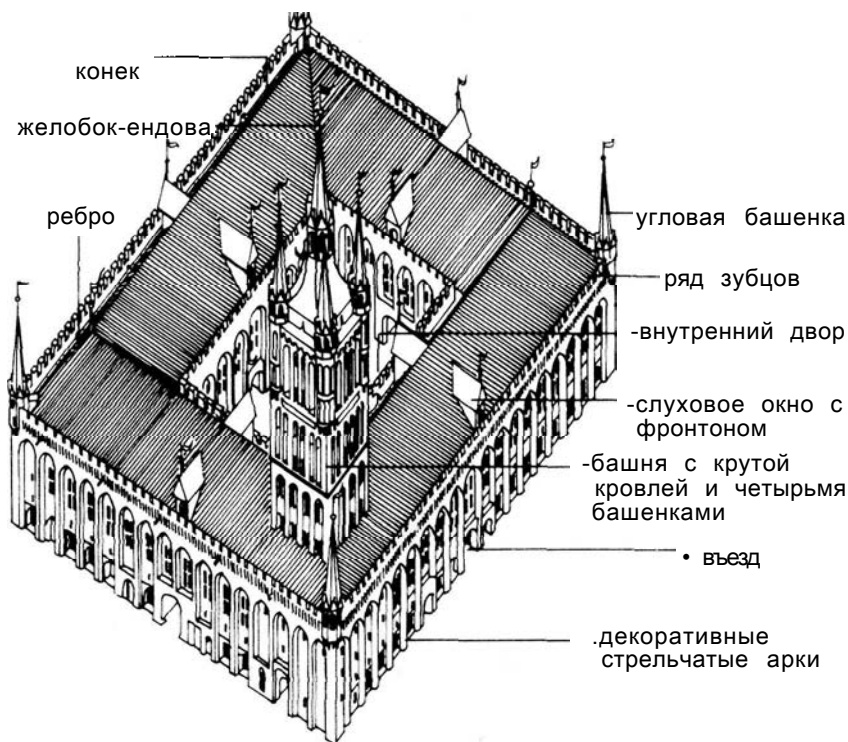 конек
желобок-ендова
ребро
угловая башенка
ряд зубцов
-внутренний двор
-слуховое окно с
фронтоном
-башня с крутой
кровлей и четырьмя
башенками
• въезд
.декоративные
стрельчатые арки